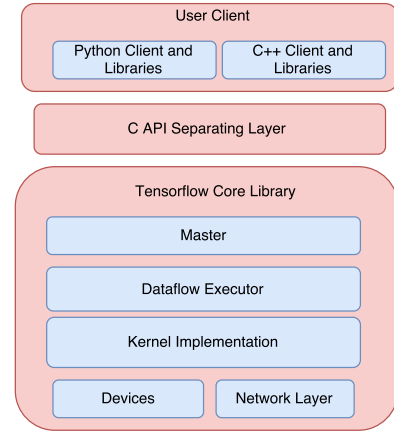 User Client
Python Client and
Libraries
C++ Client and
Libraries
C API Separating Layer
Tensorflow Core Library
Master
Dataflow Executor
Kernel Implementation
Devices
Network Layer